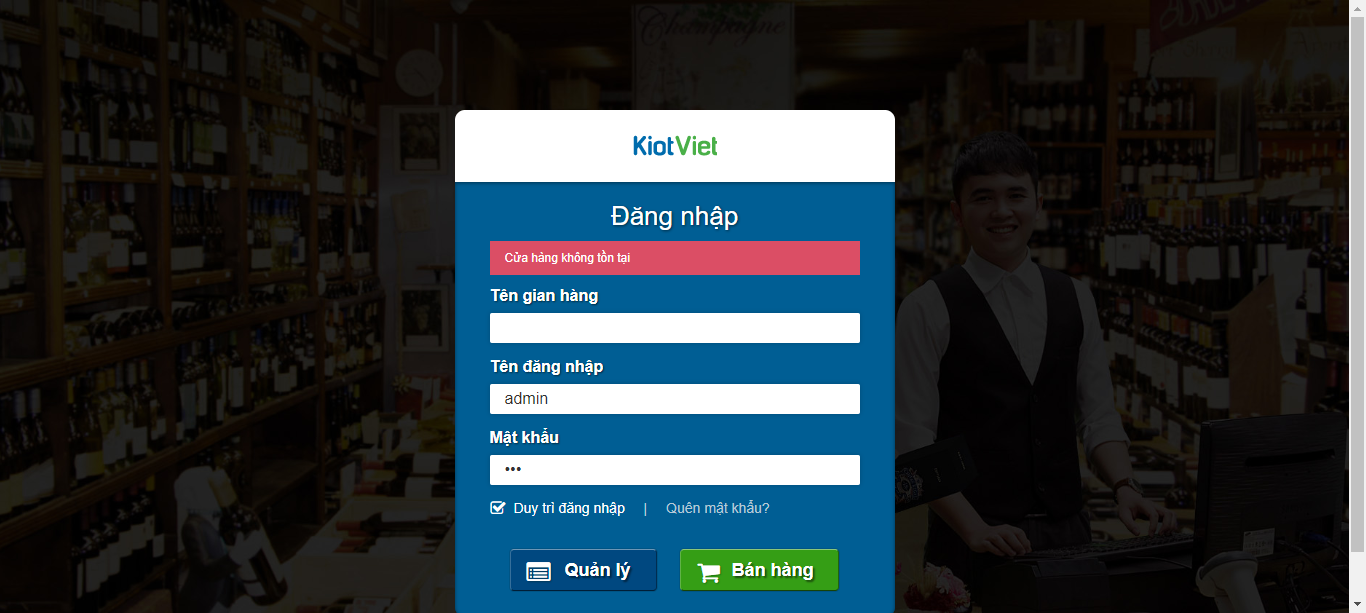 Champagne
KiotViet
Đăng nhập
Cửa hàng không tồn tại
Tên gian hàng
Tên đăng nhập
admin
Mật khẩu
•••
Duy trì đăng nhập | Quên mật khẩu?
Quản lý Bán hàng